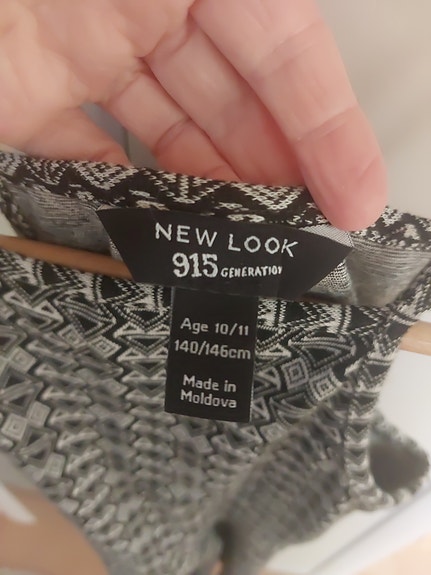 NEW LOOK
915 GENERATION
Age 10/11
140/146cm
Made in
Moldova